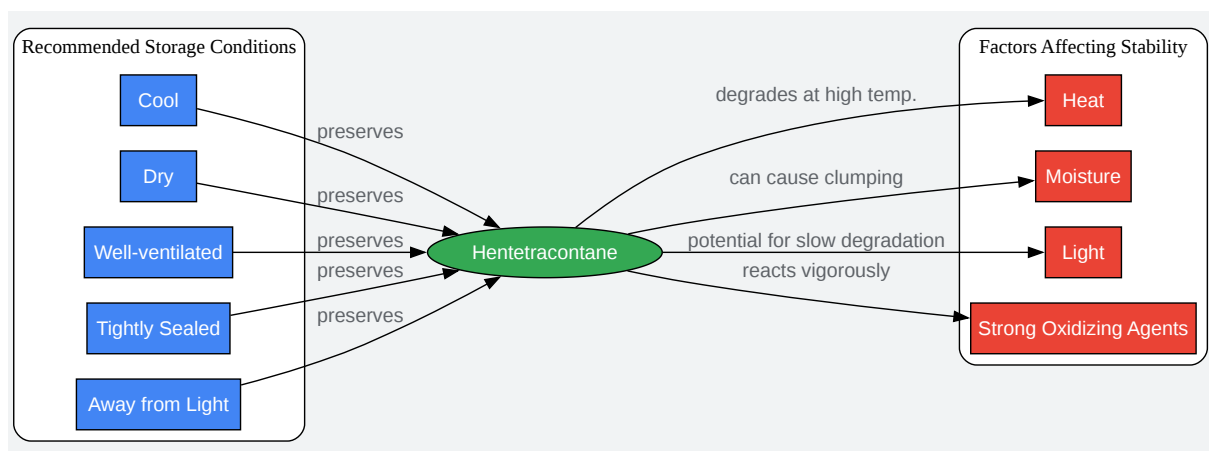 Recommended Storage Conditions
Cool
Dry
Well-ventilated
Tightly Sealed
Away from Light
preserves
preserves
preserves
preserves
preserves
Hentetracontane
degrades at high temp.
can cause clumping
potential for slow degradation
reacts vigorously
Factors Affecting Stability
Heat
Moisture
Light
Strong Oxidizing Agents